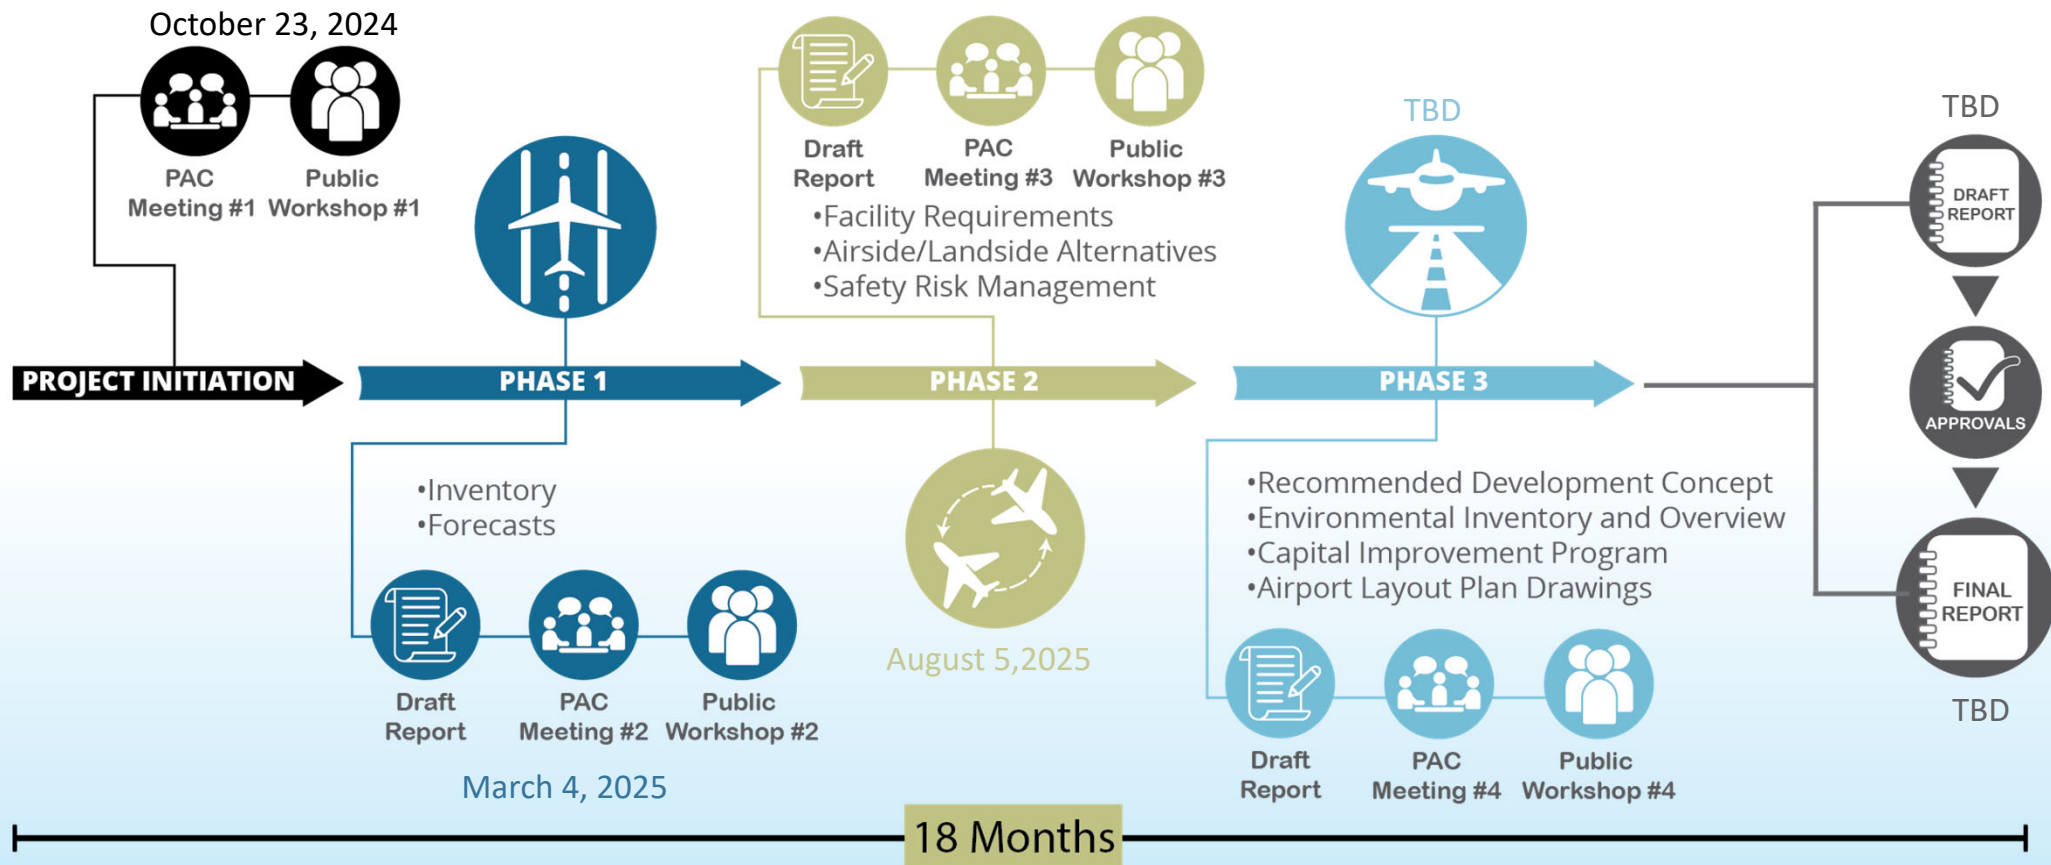 October 23, 2024
PAC
Meeting #1
Public
Workshop #1
PROJECT INITIATION
PHASE 1
•Inventory
•Forecasts
Draft
Report
PAC
Meeting #2
Public
Workshop #2
March 4, 2025
Draft
Report
PAC
Meeting #3
Public
Workshop #3
•Facility Requirements
•Airside/Landside Alternatives
•Safety Risk Management
PHASE 2
August 5,2025
TBD
PHASE 3
•Recommended Development Concept
•Environmental Inventory and Overview
•Capital Improvement Program
•Airport Layout Plan Drawings
Draft
Report
PAC
Meeting #4
Public
Workshop #4
TBD
DRAFT
REPORT
APPROVALS
FINAL
REPORT
TBD
18 Months